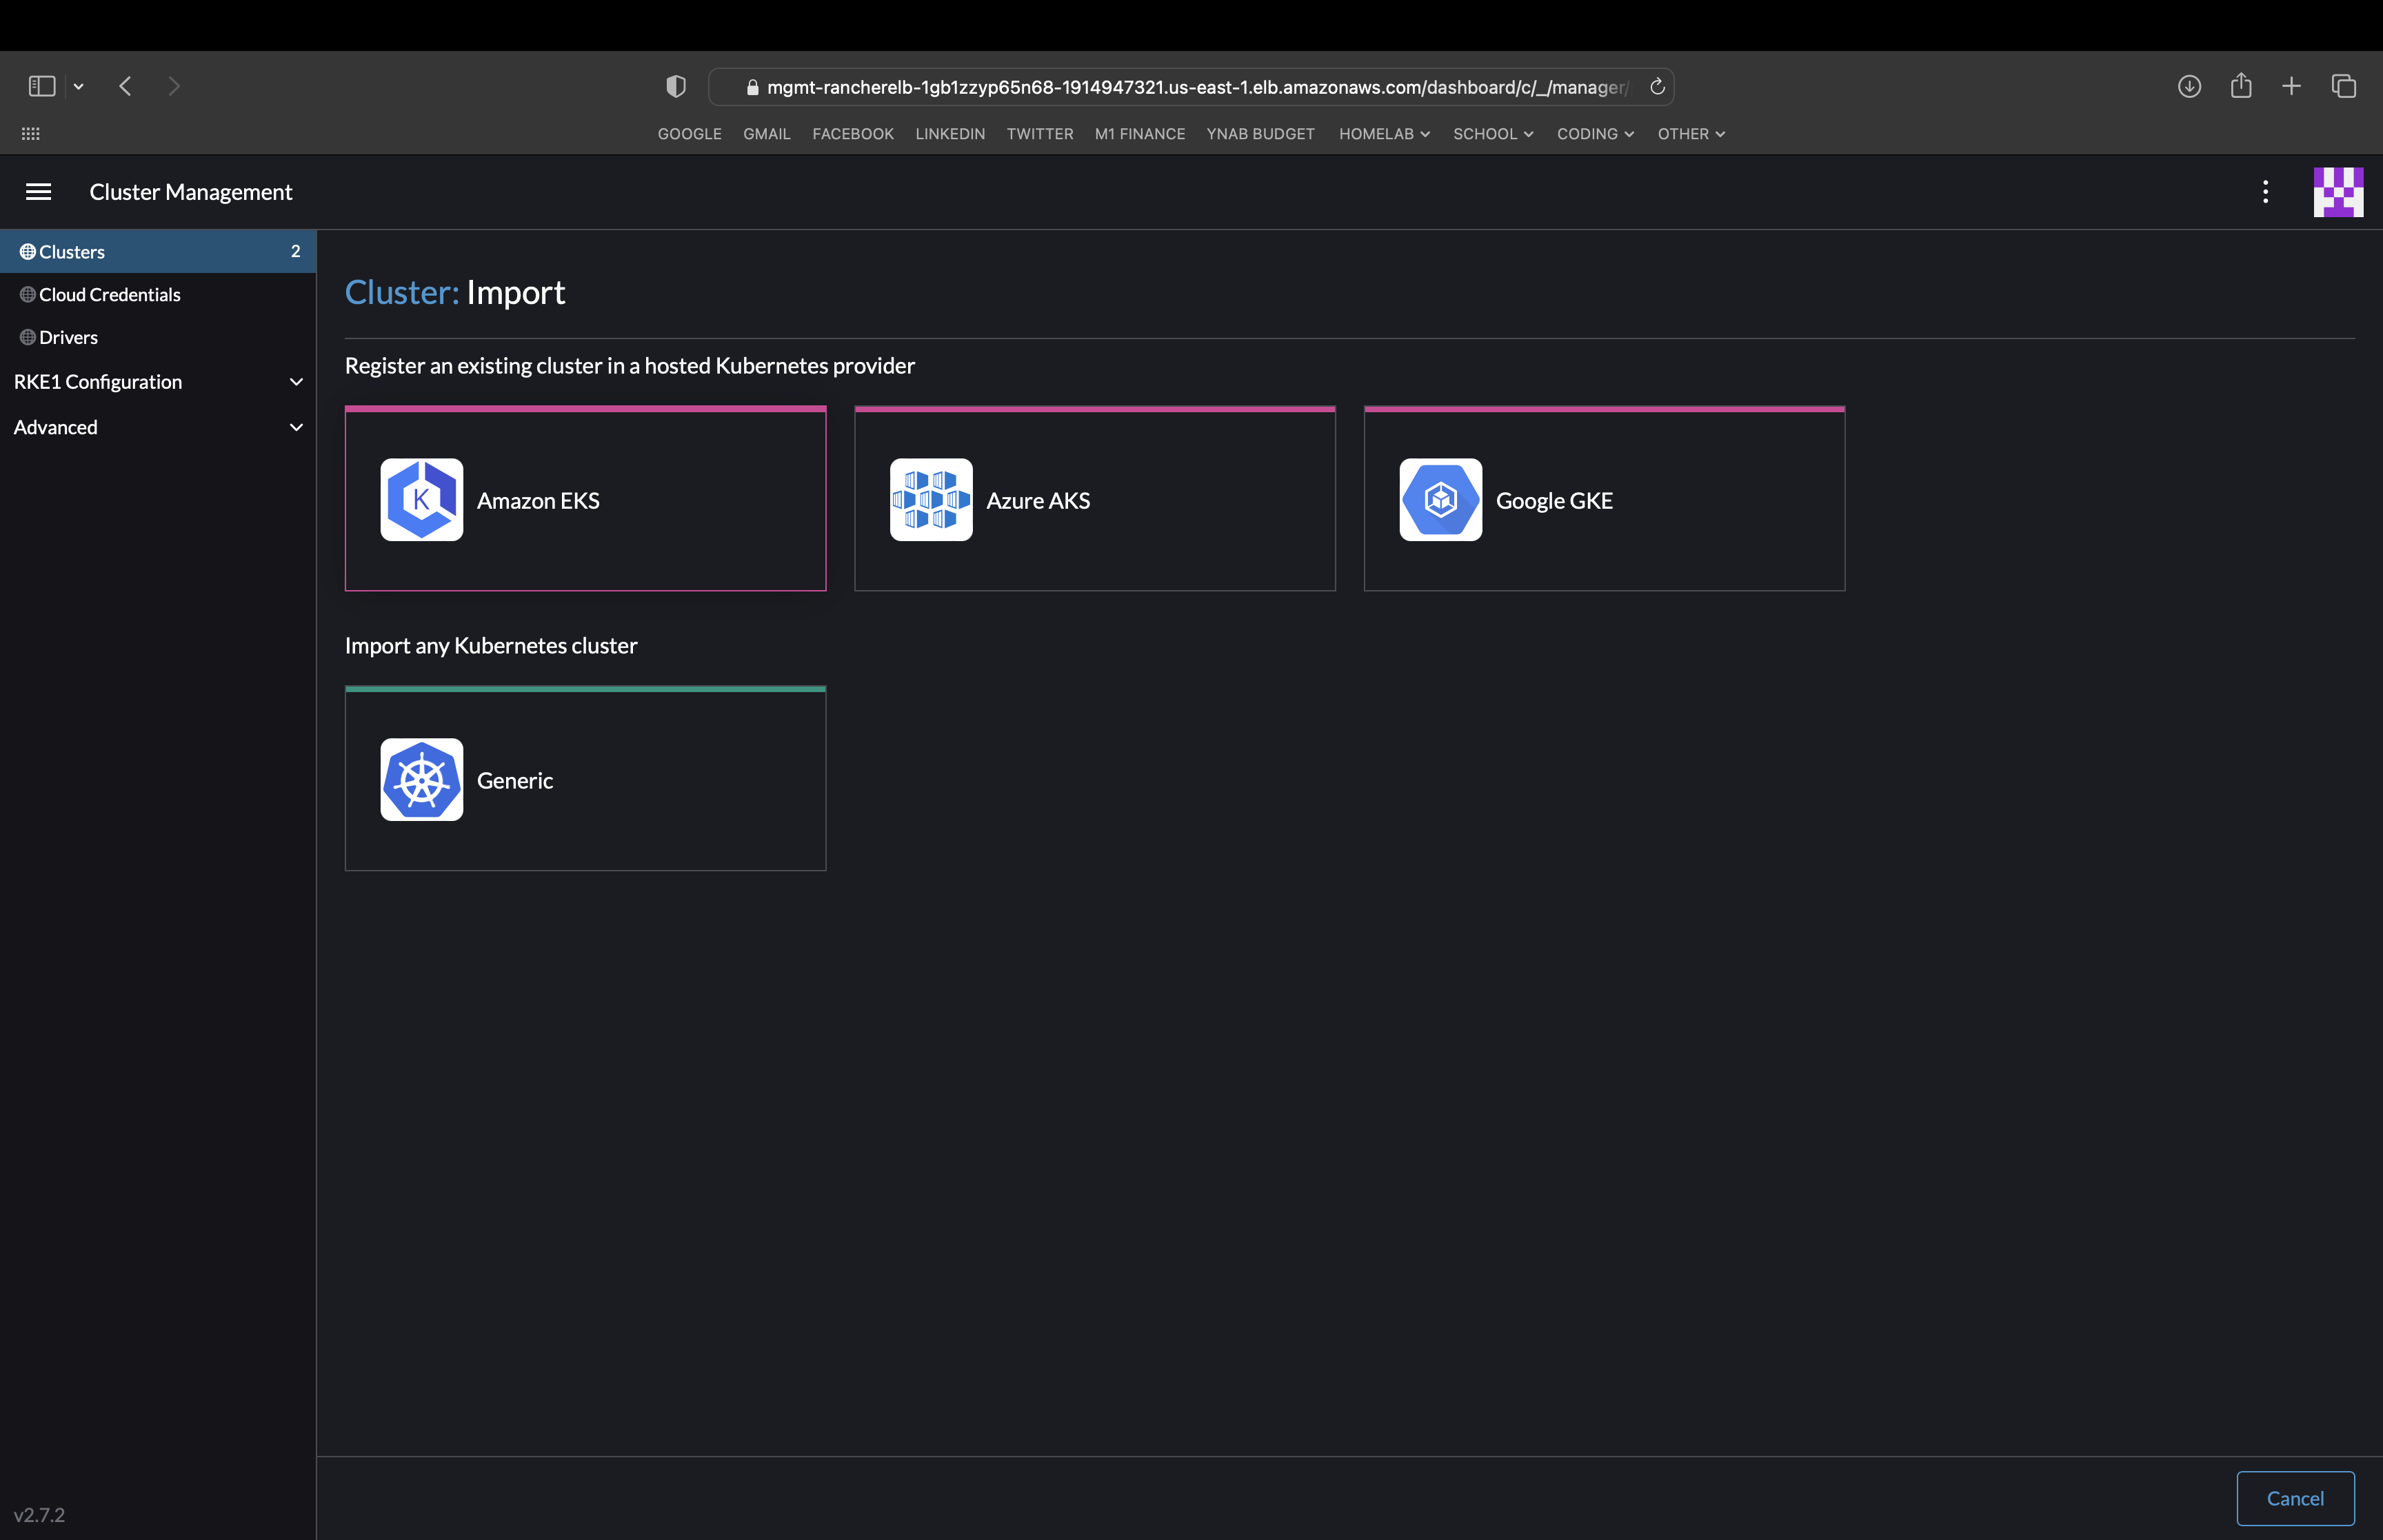 mgmt-rancherelb-1gb1zzyp65n68-1914947321.us-east-1.elb.amazonaws.com/dashboard/c/_/manager/
GOOGLE GMAIL FACEBOOK LINKEDIN TWITTER M1 FINANCE YNAB BUDGET HOMELAB SCHOOL CODING OTHER
Cluster Management
Clusters 2
Cloud Credentials
Drivers
RKE1 Configuration
Advanced
Cluster: Import
Register an existing cluster in a hosted Kubernetes provider
K Amazon EKS
Azure AKS
Google GKE
Import any Kubernetes cluster
Generic
Cancel
v2.7.2